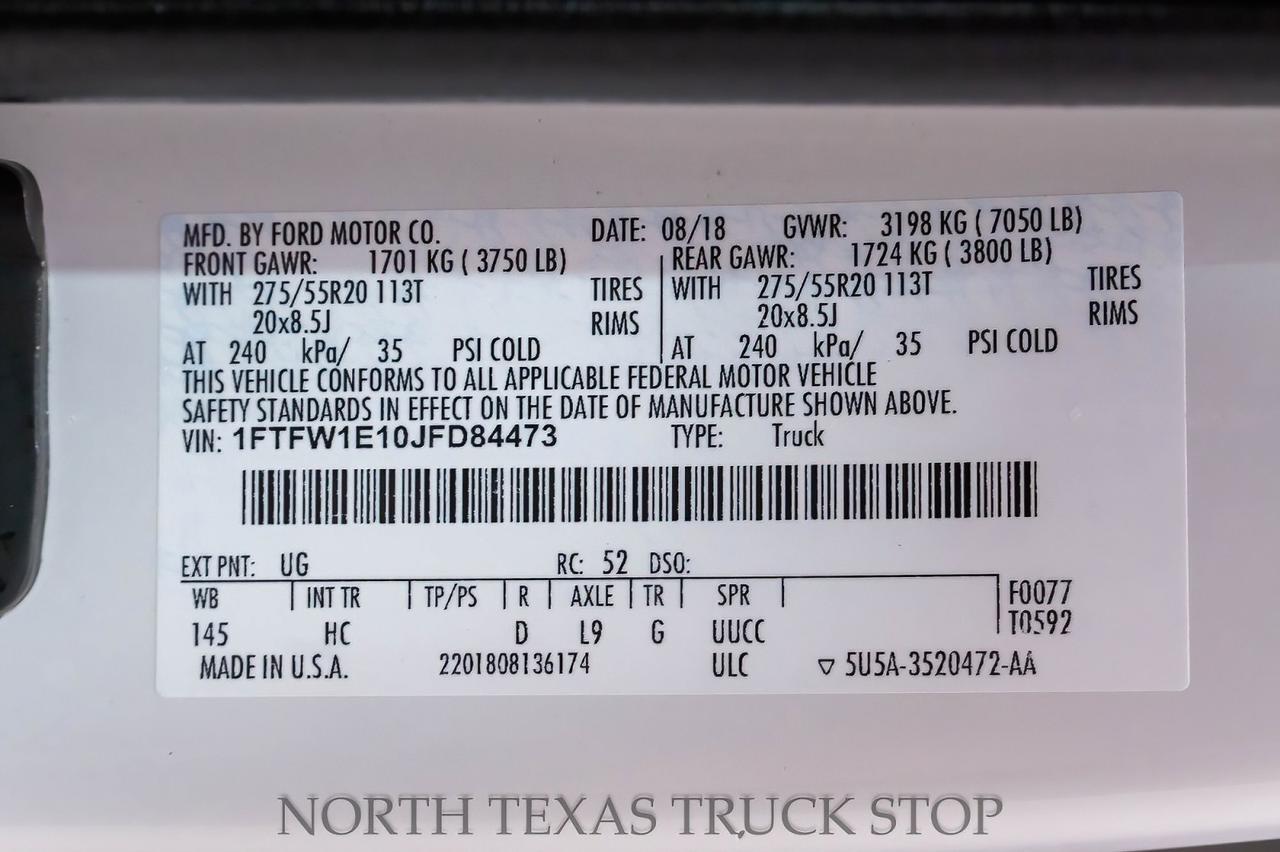 MFD. BY FORD MOTOR CO. DATE: 08/18 GVWR: 3198 KG ( 7050 LB)
FRONT GAWR: 1701 KG ( 3750 LB) REAR GAWR: 1724 KG ( 3800 LB)
WITH 275/55R20 113T TIRES WITH 275/55R20 113T TIRES
20x8.5J RIMS 20x8.5J RIMS
AT 240 kPa/ 35 PSI COLD AT 240 kPa/ 35 PSI COLD
THIS VEHICLE CONFORMS TO ALL APPLICABLE FEDERAL MOTOR VEHICLE
SAFETY STANDARDS IN EFFECT ON THE DATE OF MANUFACTURE SHOWN ABOVE.
VIN: 1FTFW1E10JFD84473 TYPE: Truck
EXT PNT: UG RC: 52 DSO:
WB INT TR TP/PS R AXLE TR SPR F0077
T0592
145 HC D L9 G UUCC
MADE IN U.S.A. 2201808136174 ULC ▽ 5U5A-3520472-AA
NORTH TEXAS TRUCK STOP